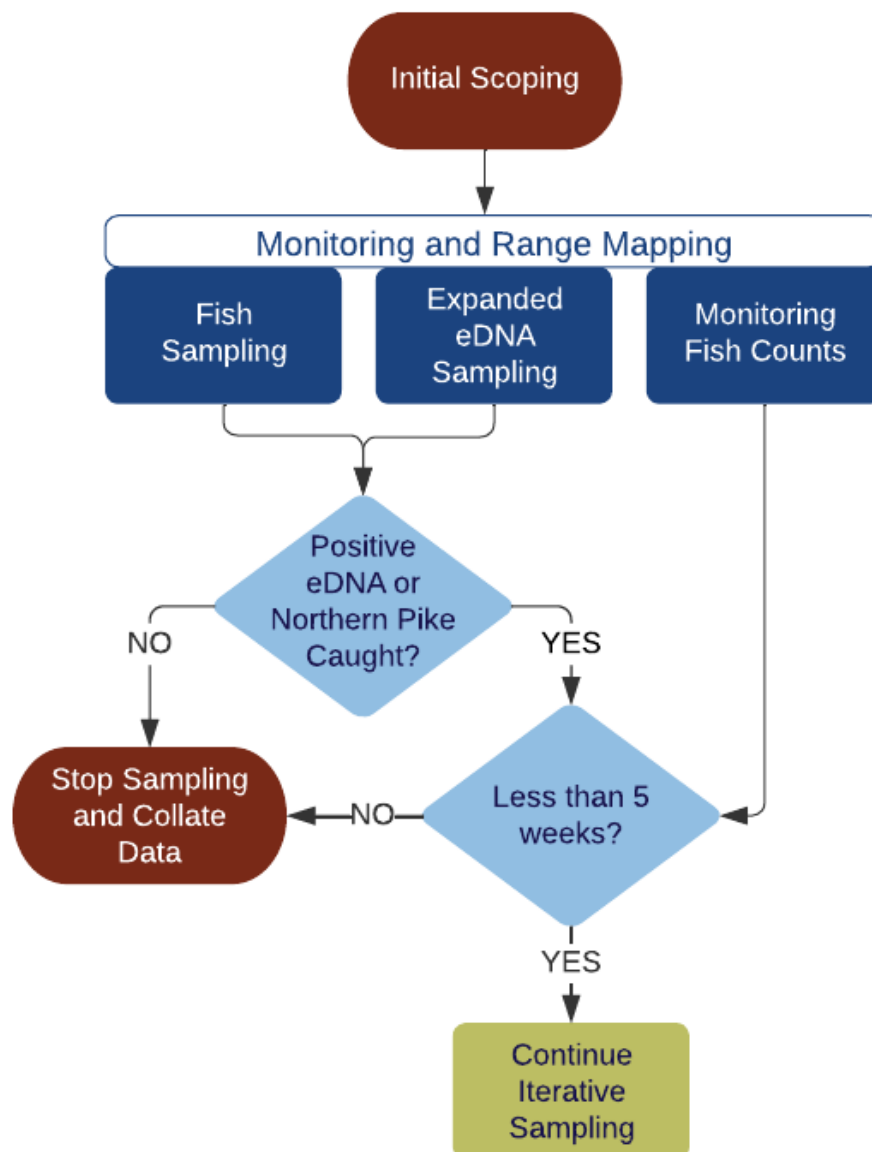 Initial Scoping
Monitoring and Range Mapping
Fish
Sampling
Expanded
eDNA
Sampling
Monitoring
Fish Counts
Positive
eDNA or
Northern Pike
Caught?
NO
YES
Stop Sampling
and Collate
Data
NO
Less than 5
weeks?
YES
Continue
Iterative
Sampling